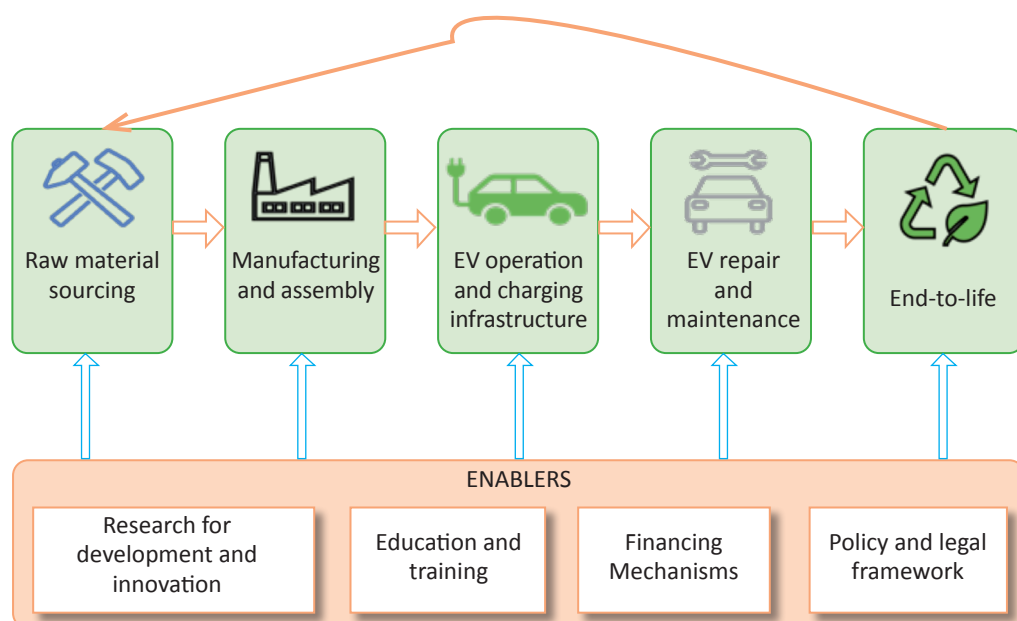 Raw material
sourcing
Manufacturing
and assembly
EV operation
and charging
infrastructure
EV repair
and
maintenance
End-to-life
ENABLERS
Research for
development and
innovation
Education and
training
Financing
Mechanisms
Policy and legal
framework